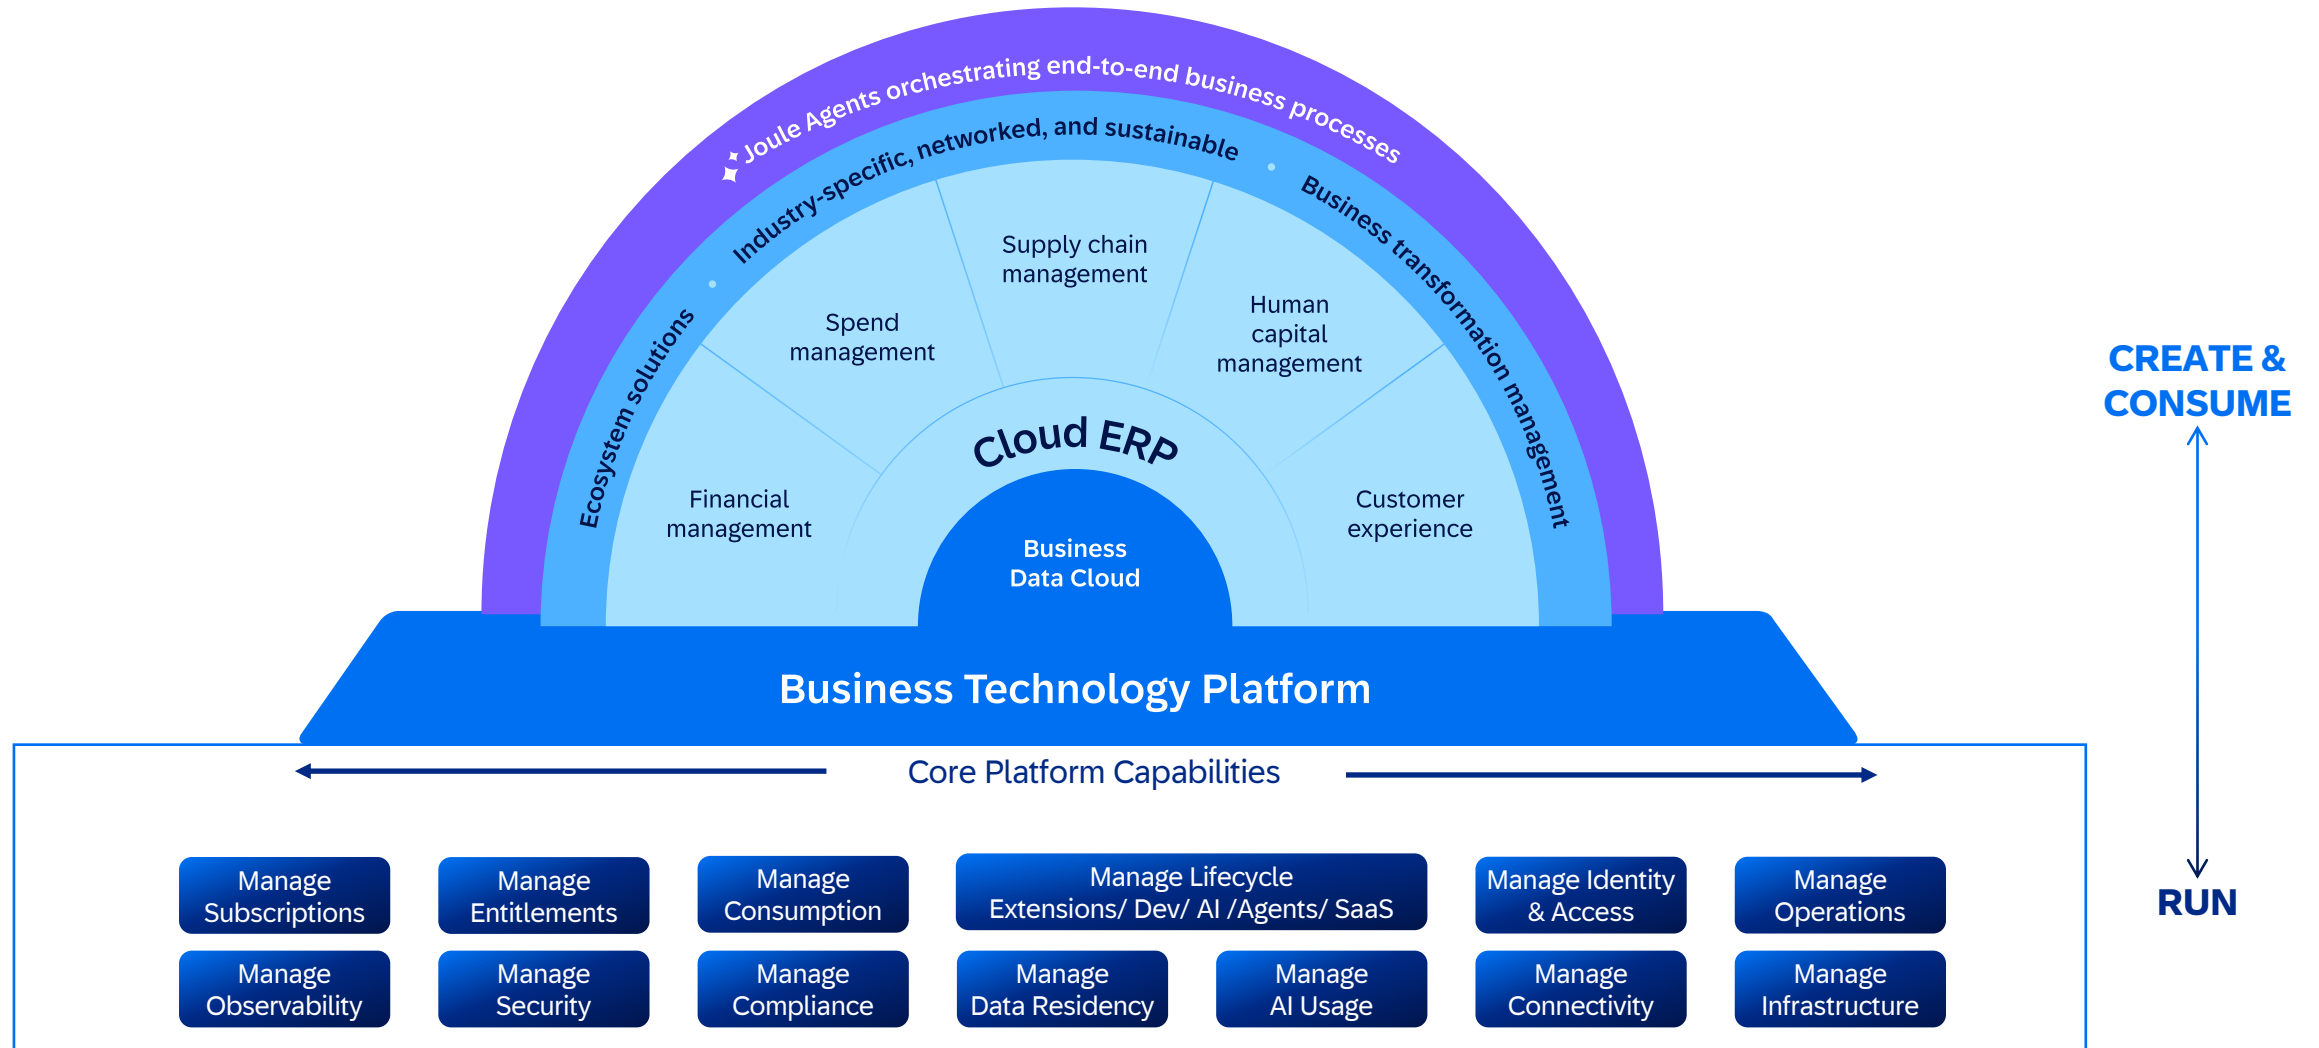 Joule Agents orchestrating end-to-end business processes
Ecosystem solutions • Industry-specific, networked, and sustainable • Business transformation management
Financial
management
Spend
management
Supply chain
management
Human
capital
management
Customer
experience
Cloud ERP
Business
Data Cloud
Business Technology Platform
CREATE &
CONSUME
RUN
Core Platform Capabilities
Manage
Subscriptions
Manage
Entitlements
Manage
Consumption
Manage Lifecycle
Extensions/ Dev/ AI /Agents/ SaaS
Manage Identity
& Access
Manage
Operations
Manage
Observability
Manage
Security
Manage
Compliance
Manage
Data Residency
Manage
AI Usage
Manage
Connectivity
Manage
Infrastructure